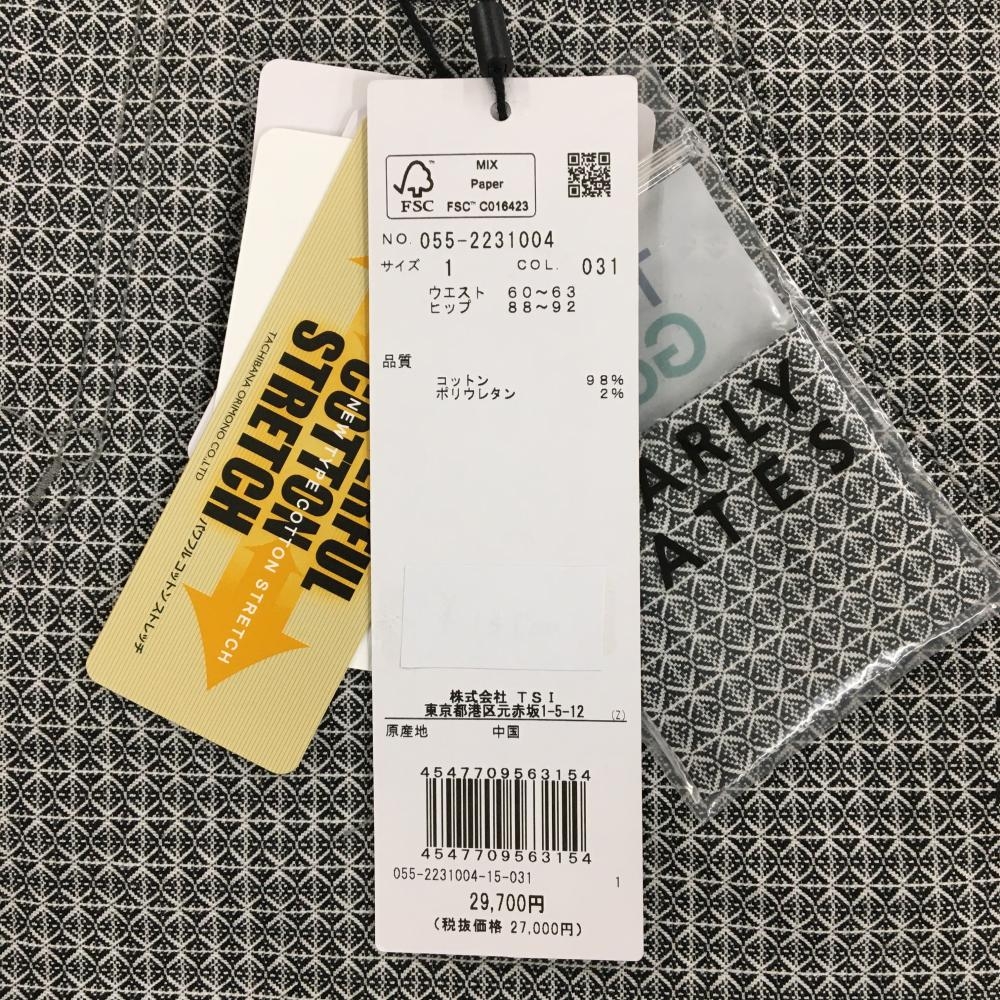 MIX
Paper
FSC™ C016423
FSC
NO. 055-2231004
サイズ 1 COL. 031
ウエスト 60～63
ヒップ 88～92
品質
コットン 98%
ポリウレタン 2%
株式会社 TSI
東京都港区元赤坂1-5-12 (Z)
原産地 中国
4547709563154
4547709563154
055-2231004-15-031 1
29,700円
(税抜価格 27,000円)
COTTON
STRETCH
NEW TYPE COTTON STRETCH
TACHIBANA ORIMONO CO.,LTD
パワフルコットンストレッチ
ARLY
ATES